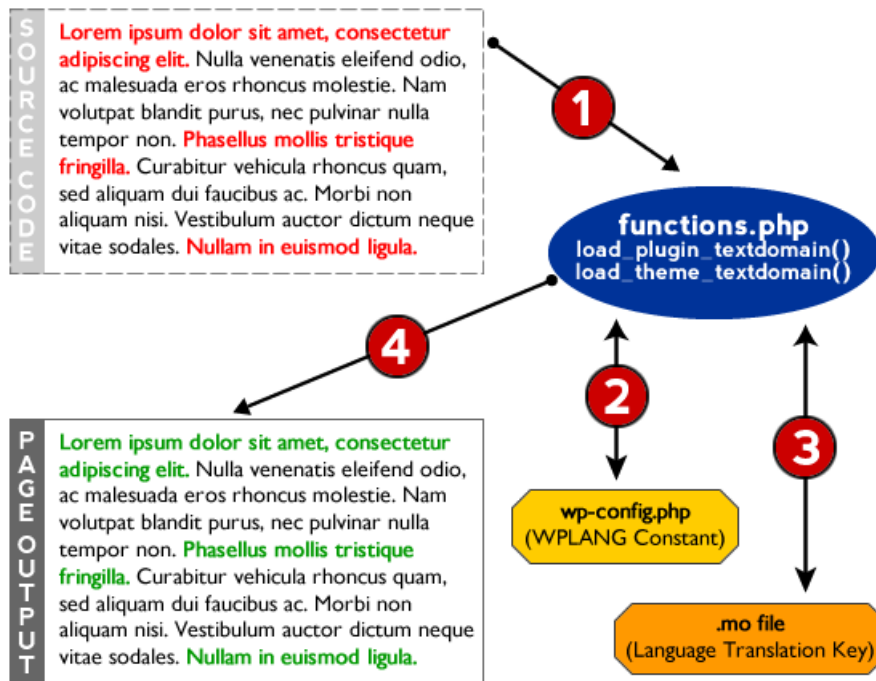 SOURCE CODE
Lorem ipsum dolor sit amet, consectetur
adipiscing elit. Nulla venenatis eleifend odio,
ac malesuada eros rhoncus molestie. Nam
volutpat blandit purus, nec pulvinar nulla
tempor non. Phasellus mollis tristique
fringilla. Curabitur vehicula rhoncus quam,
sed aliquam dui faucibus ac. Morbi non
aliquam nisi. Vestibulum auctor dictum neque
vitae sodales. Nullam in euismod ligula.
1
functions.php
load_plugin_textdomain()
load_theme_textdomain()
4
2
3
PAGE OUTPUT
Lorem ipsum dolor sit amet, consectetur
adipiscing elit. Nulla venenatis eleifend odio,
ac malesuada eros rhoncus molestie. Nam
volutpat blandit purus, nec pulvinar nulla
tempor non. Phasellus mollis tristique
fringilla. Curabitur vehicula rhoncus quam,
sed aliquam dui faucibus ac. Morbi non
aliquam nisi. Vestibulum auctor dictum neque
vitae sodales. Nullam in euismod ligula.
wp-config.php
(WPLANG Constant)
.mo file
(Language Translation Key)